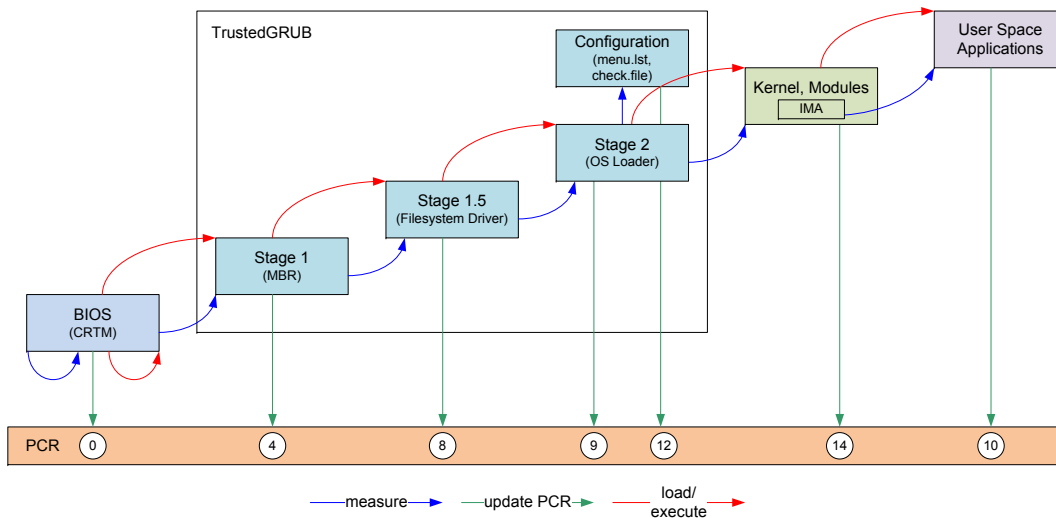 TrustedGRUB
Configuration
(menu.lst,
check.file)
User Space
Applications
Kernel, Modules
IMA
Stage 2
(OS Loader)
Stage 1.5
(Filesystem Driver)
Stage 1
(MBR)
BIOS
(CRTM)
PCR 0 4 8 9 12 14 10
measure update PCR load/
execute